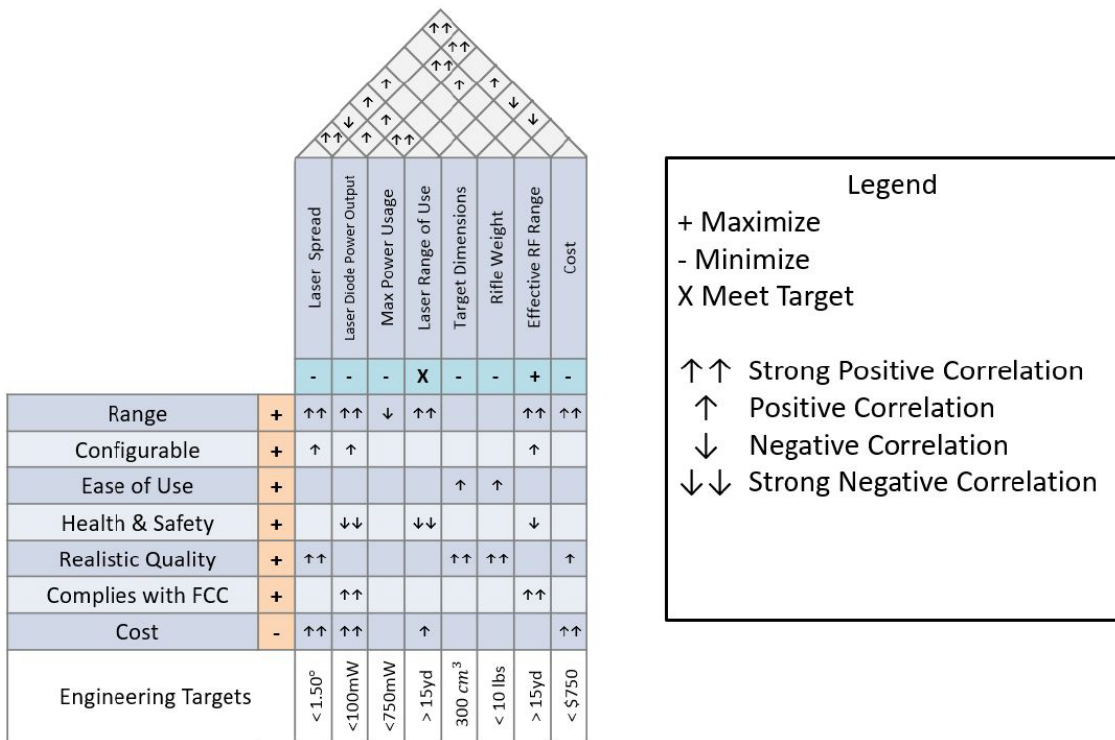 ↑↑
↑↑
↑↑
↑ ↑ ↑
↑ ↓
↓ ↑ ↓
↑↑ ↑ ↑↑
Laser Spread
Laser Diode Power Output
Max Power Usage
Laser Range of Use
Target Dimensions
Rifle Weight
Effective RF Range
Cost
- - - X - - + -
Range + ↑↑ ↑↑ ↓ ↑↑ ↑↑ ↑↑
Configurable + ↑ ↑ ↑
Ease of Use + ↑ ↑
Health & Safety + ↓↓ ↓↓ ↓
Realistic Quality + ↑↑ ↑↑ ↑↑ ↑
Complies with FCC + ↑↑ ↑↑
Cost - ↑↑ ↑↑ ↑ ↑↑
Engineering Targets
< 1.50°
<100mW
<750mW
> 15yd
300 cm³
< 10 lbs
> 15yd
< $750
Legend
+ Maximize
- Minimize
X Meet Target
↑↑ Strong Positive Correlation
↑ Positive Correlation
↓ Negative Correlation
↓↓ Strong Negative Correlation